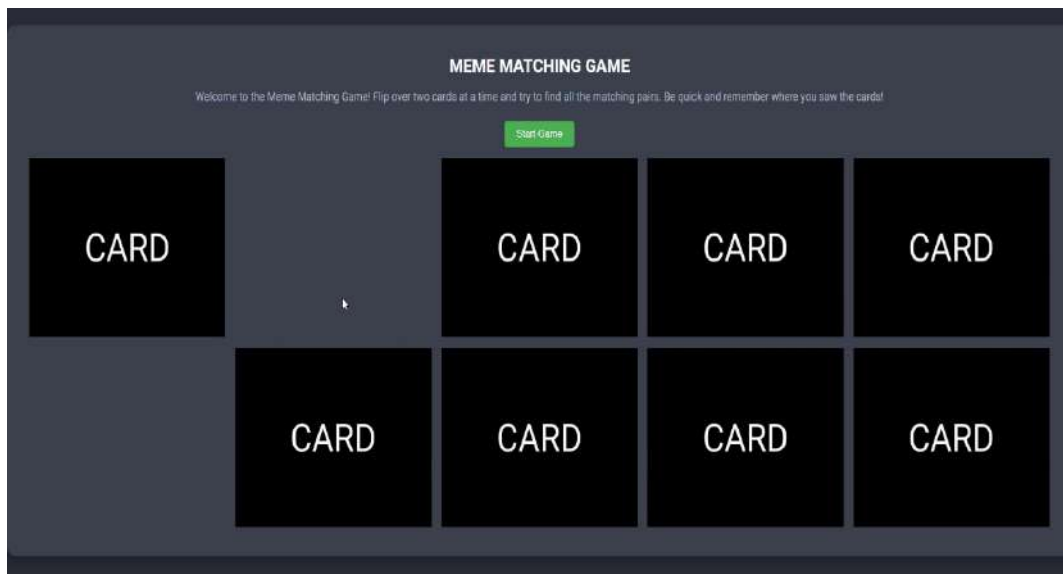 MEME MATCHING GAME
Welcome to the Meme Matching Game! Flip over two cards at a time and try to find all the matching pairs. Be quick and remember where you saw the cards!
Start Game
CARD CARD CARD CARD
CARD CARD CARD CARD